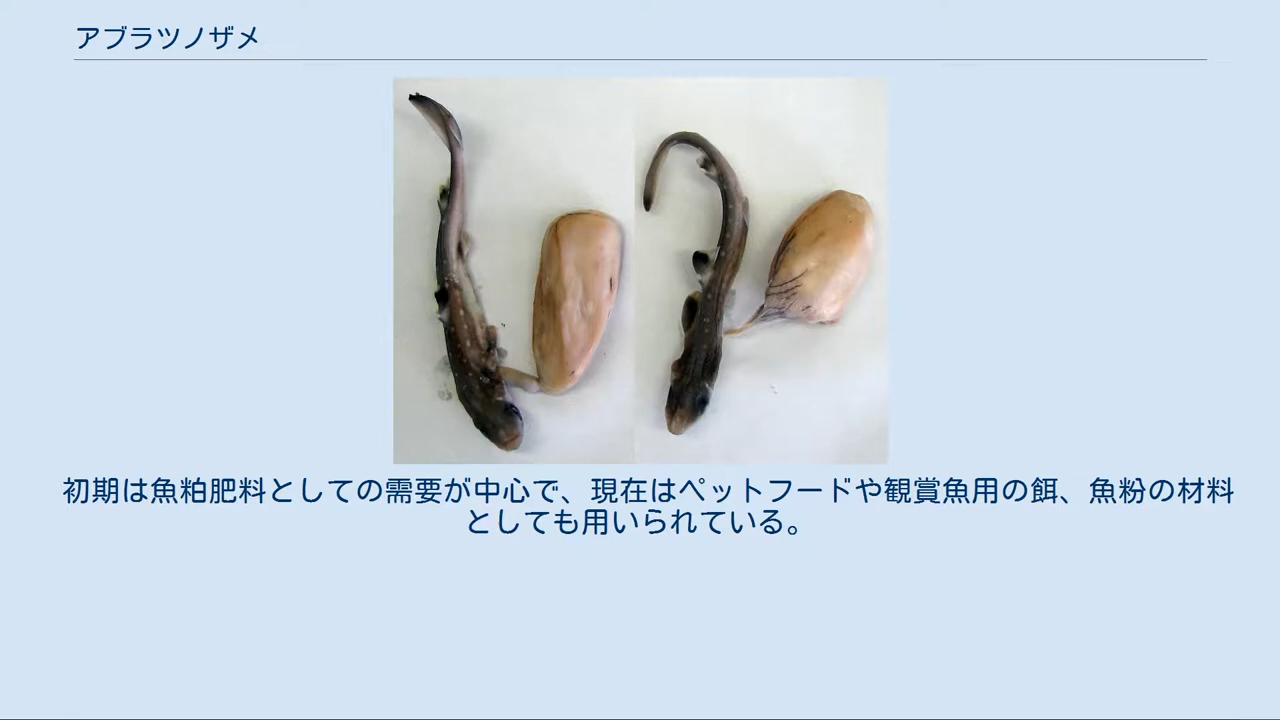 アブラツノザメ
初期は魚粕肥料としての需要が中心で、現在はペットフードや観賞魚用の餌、魚粉の材料
としても用いられている。